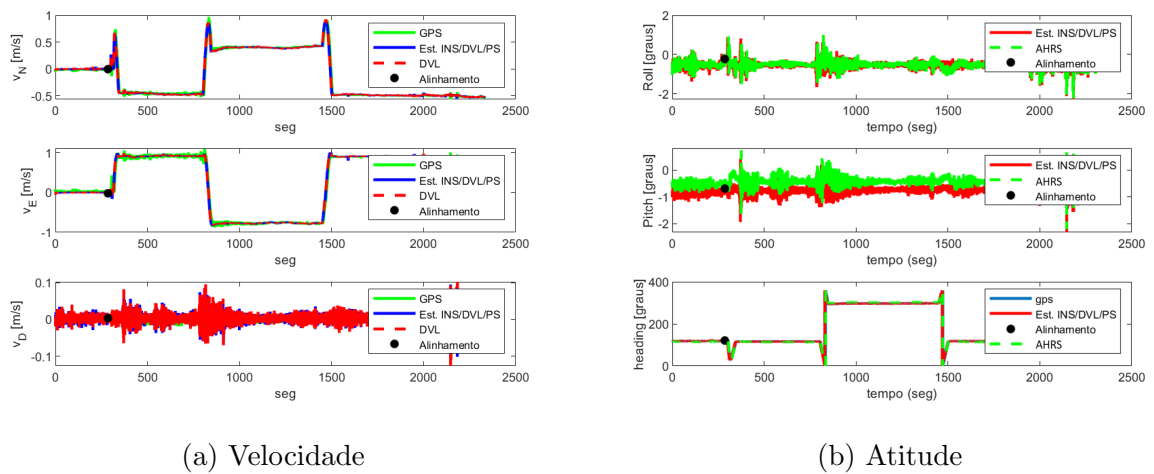 v_N [m/s]
1
0.5
0
-0.5
0 500 1000 1500 2000 2500
seg
GPS
Est. INS/DVL/PS
DVL
Alinhamento
v_E [m/s]
1
0
-1
0 500 1000 1500 2000 2500
seg
GPS
Est. INS/DVL/PS
DVL
Alinhamento
v_D [m/s]
0.1
0
-0.1
0 500 1000 1500 2000 2500
seg
GPS
Est. INS/DVL/PS
DVL
Alinhamento
(a) Velocidade
Roll [graus]
2
0
-2
0 500 1000 1500 2000 2500
tempo (seg)
Est. INS/DVL/PS
AHRS
Alinhamento
Pitch [graus]
1
0
-1
-2
0 500 1000 1500 2000 2500
tempo (seg)
Est. INS/DVL/PS
AHRS
Alinhamento
heading [graus]
400
200
0
0 500 1000 1500 2000 2500
tempo (seg)
gps
Est. INS/DVL/PS
Alinhamento
AHRS
(b) Atitude